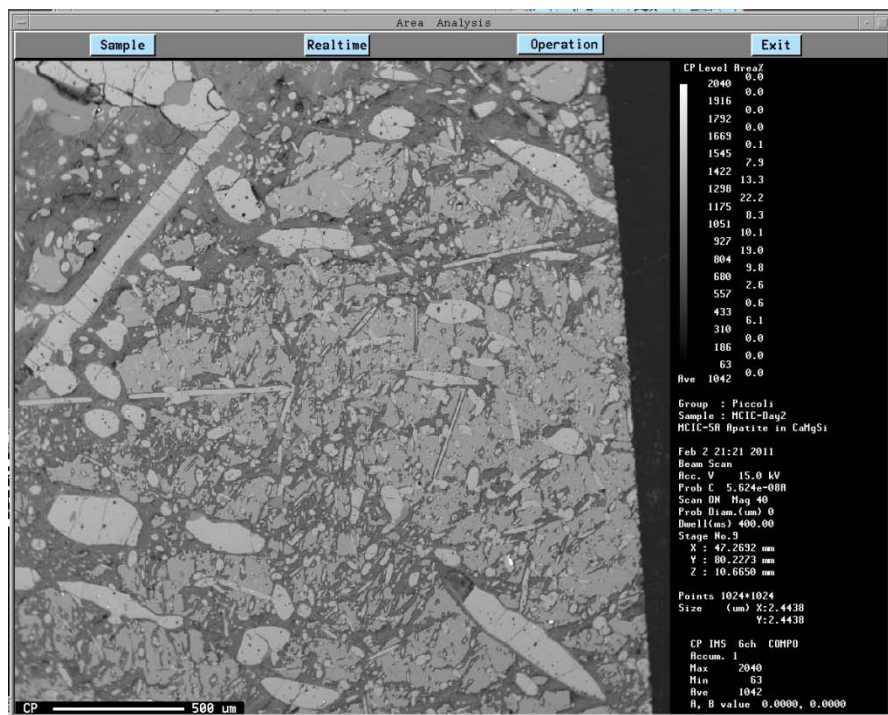 Area Analysis
Sample Realtime Operation Exit
CP Level Area%
0.0
2040
0.0
1916
0.0
1792
0.0
1669
0.1
1545
7.9
1422
13.3
1298
22.2
1175
8.3
1051
10.1
927
19.0
804
9.8
680
2.6
557
0.6
433
6.1
310
0.0
186
0.0
63
0.0
Ave 1042
Group : Piccoli
Sample : MCIC-Day2
MCIC-5A Apatite in CaMgSi
Feb 2 21:21 2011
Beam Scan
Acc. V 15.0 kV
Prob C 5.624e-08A
Scan ON Mag 40
Prob Diam.(um) 0
Dwell(ms) 400.00
Stage No.9
X : 47.2692 mm
Y : 80.2273 mm
Z : 10.6650 mm
Points 1024*1024
Size (um) X:2.4438
Y:2.4438
CP IMS 6ch COMPO
Accum. 1
Max 2040
Min 63
Ave 1042
A, B value 0.0000, 0.0000
CP 500 um